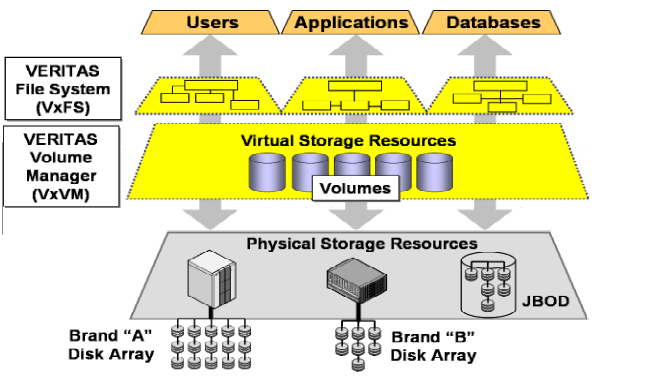 Users
Applications
Databases
VERITAS
File System
(VxFS)
VERITAS
Volume
Manager
(VxVM)
Virtual Storage Resources
Volumes
Physical Storage Resources
JBOD
Brand “A”
Disk Array
Brand “B”
Disk Array